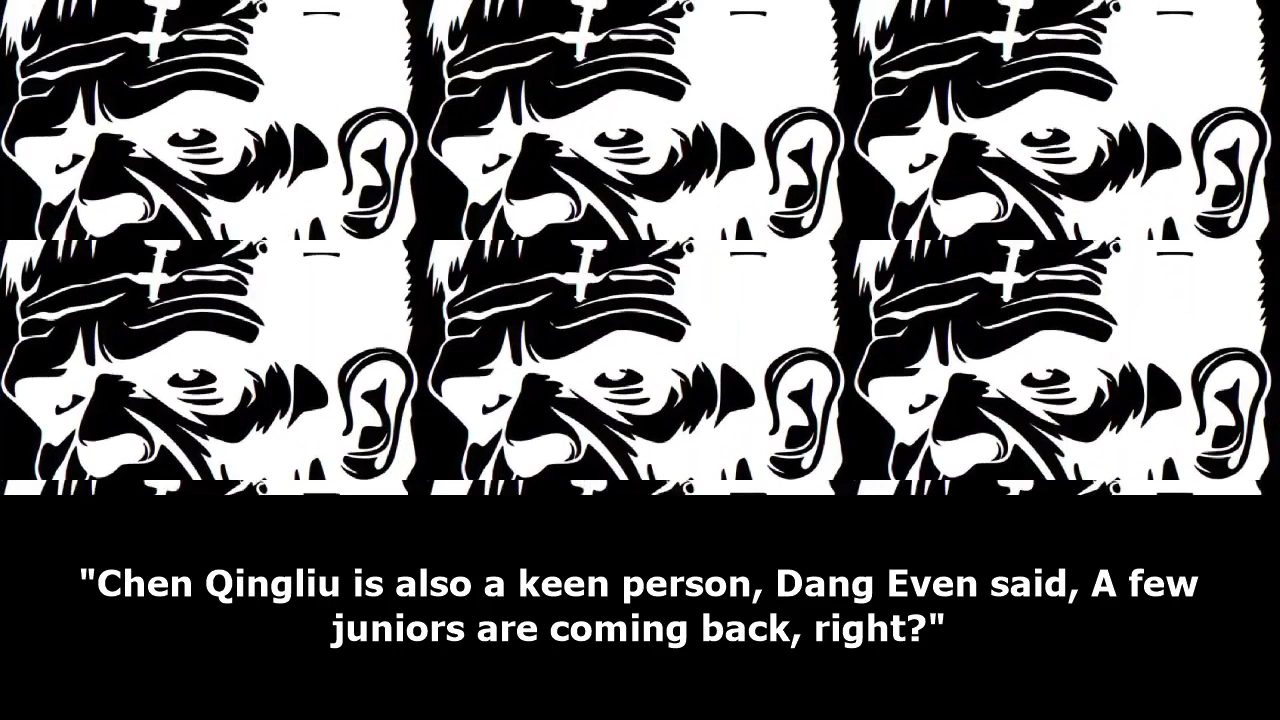 "Chen Qingliu is also a keen person, Dang Even said, A few
juniors are coming back, right?"